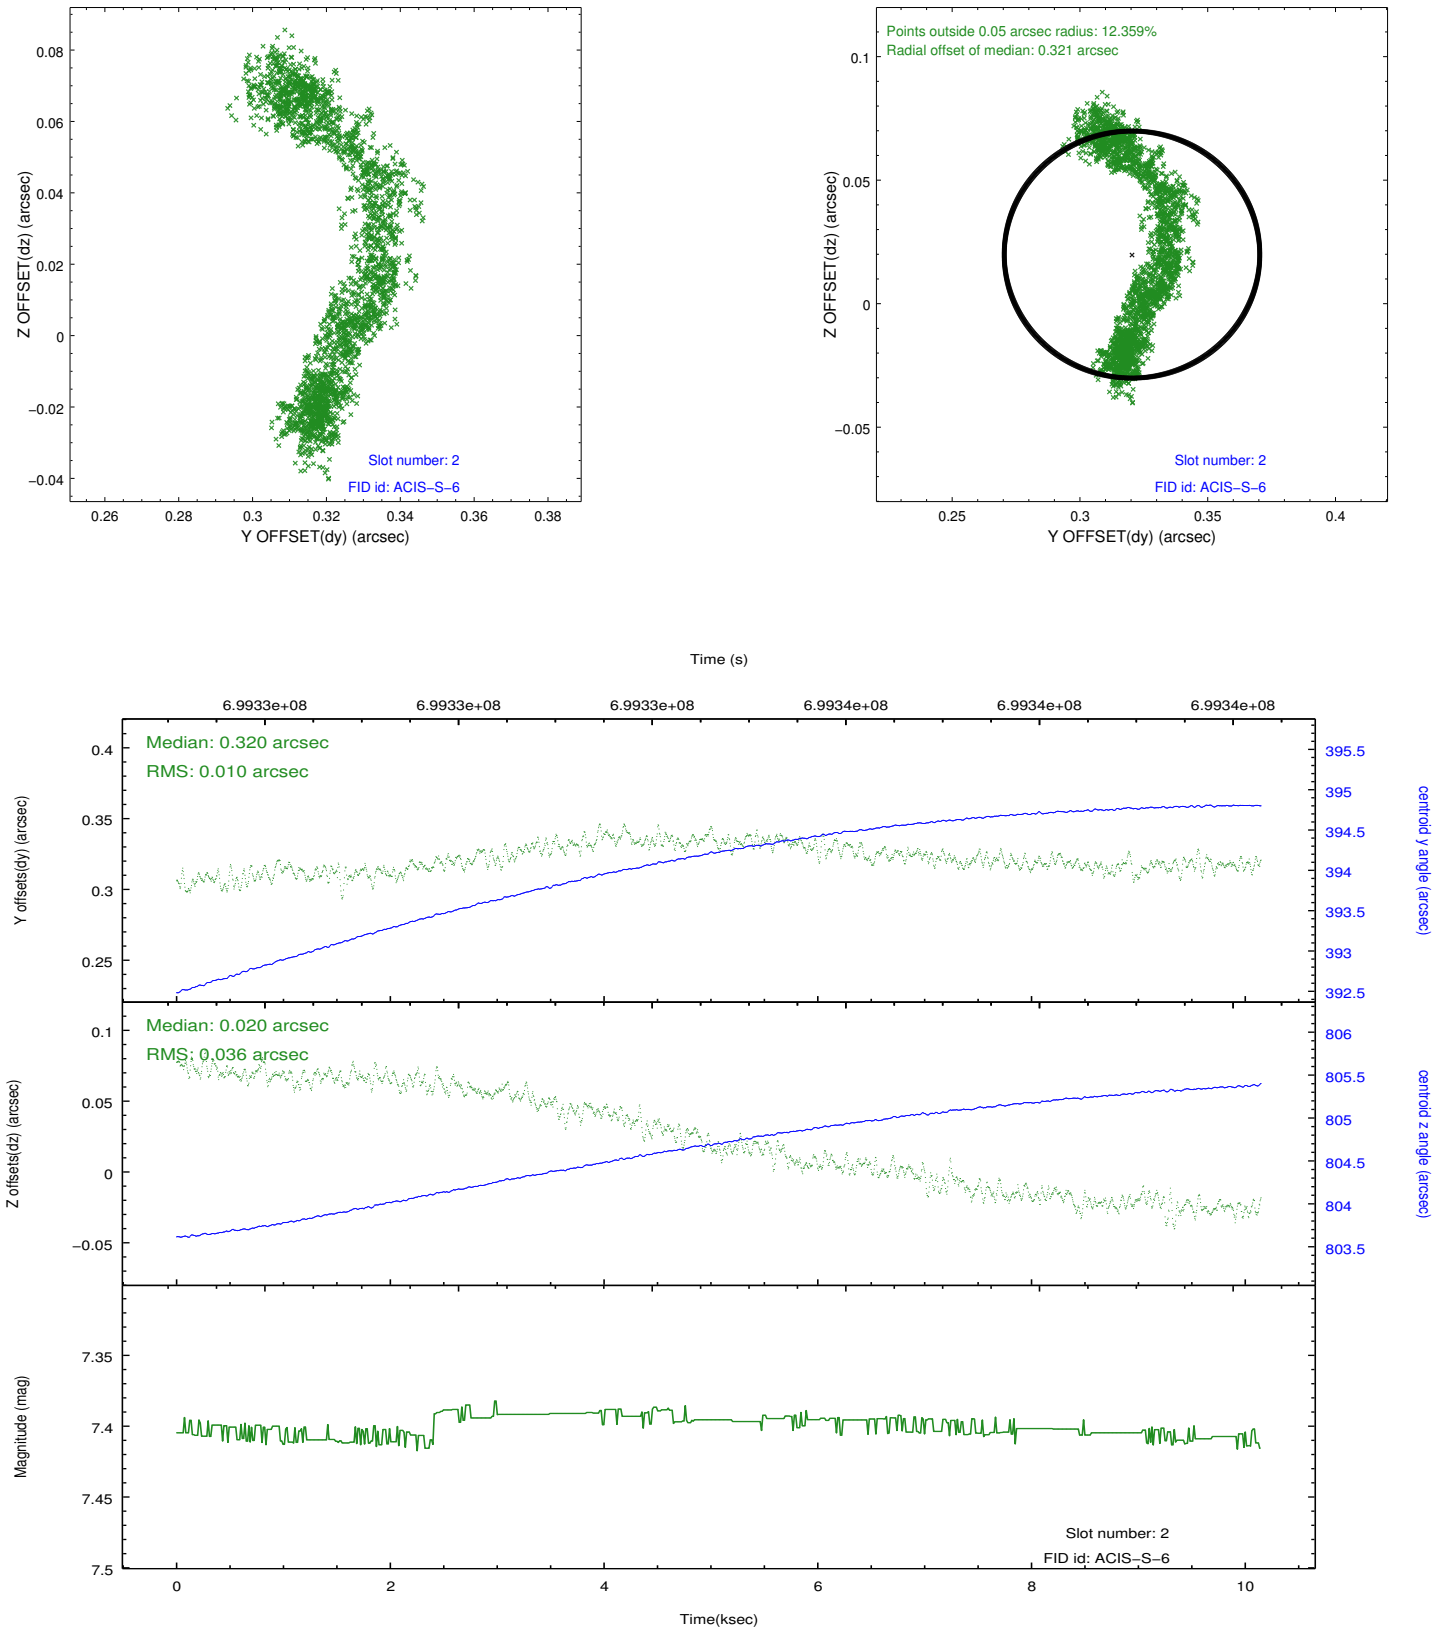 0.08
0.06
0.04
0.02
0
−0.02
−0.04
Z OFFSET(dz) (arcsec)
Slot number: 2
FID id: ACIS−S−6
0.26 0.28 0.3 0.32 0.34 0.36 0.38
Y OFFSET(dy) (arcsec)
Points outside 0.05 arcsec radius: 12.359%
Radial offset of median: 0.321 arcsec
0.1
0.05
0
−0.05
Z OFFSET(dz) (arcsec)
Slot number: 2
FID id: ACIS−S−6
0.25 0.3 0.35 0.4
Y OFFSET(dy) (arcsec)
Time (s)
6.9933e+08 6.9933e+08 6.9933e+08 6.9934e+08 6.9934e+08 6.9934e+08
Median: 0.320 arcsec
RMS: 0.010 arcsec
0.4
0.35
0.3
0.25
Y offsets(dy) (arcsec)
395.5
395
394.5
394
393.5
393
392.5
centroid y angle (arcsec)
Median: 0.020 arcsec
RMS: 0.036 arcsec
0.1
0.05
0
−0.05
Z offsets(dz) (arcsec)
806
805.5
805
804.5
804
803.5
centroid z angle (arcsec)
7.35
7.4
7.45
7.5
Magnitude (mag)
Slot number: 2
FID id: ACIS−S−6
0 2 4 6 8 10
Time(ksec)